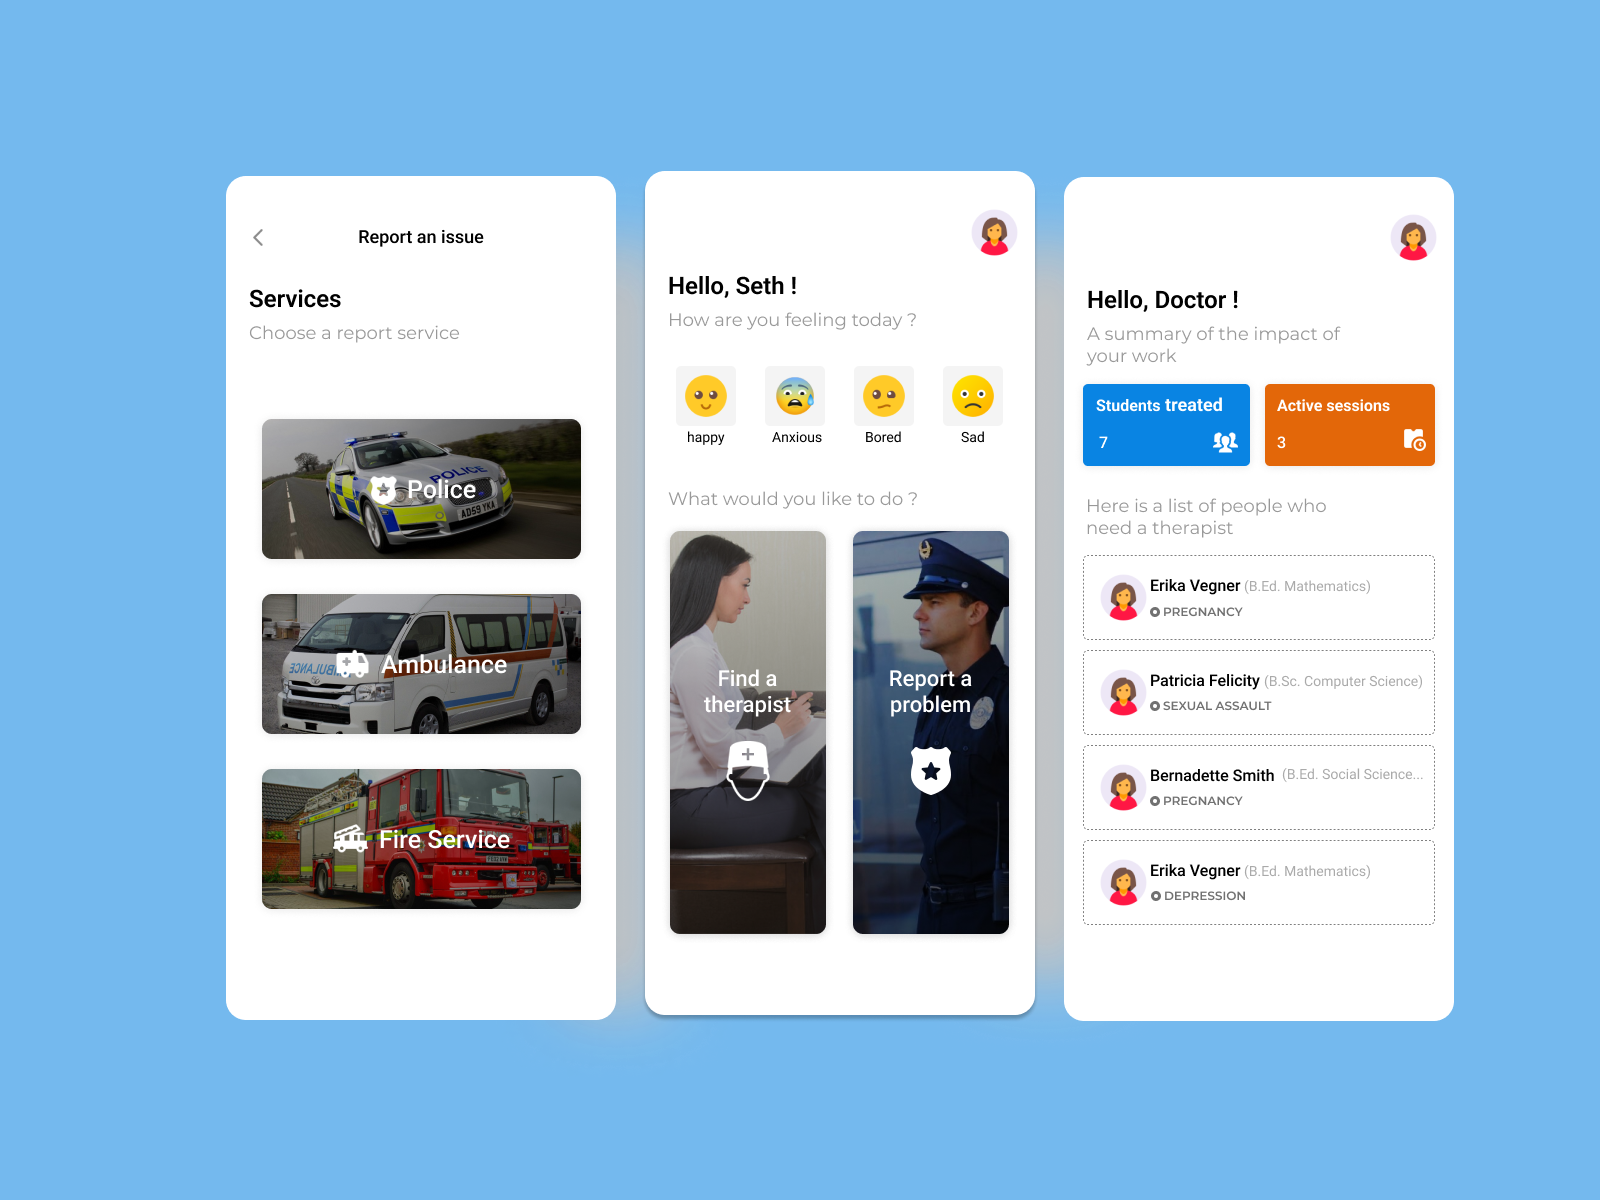 Report an issue
Services
Choose a report service
POLICE
Police
AD59 YKA
AMBULANCE
Ambulance
Fire Service
Hello, Seth !
How are you feeling today ?
happy
Anxious
Bored
Sad
What would you like to do ?
Find a
therapist
Report a
problem
Hello, Doctor !
A summary of the impact of
your work
Students treated
7
Active sessions
3
Here is a list of people who
need a therapist
Erika Vegner (B.Ed. Mathematics)
PREGNANCY
Patricia Felicity (B.Sc. Computer Science)
SEXUAL ASSAULT
Bernadette Smith (B.Ed. Social Science...
PREGNANCY
Erika Vegner (B.Ed. Mathematics)
DEPRESSION